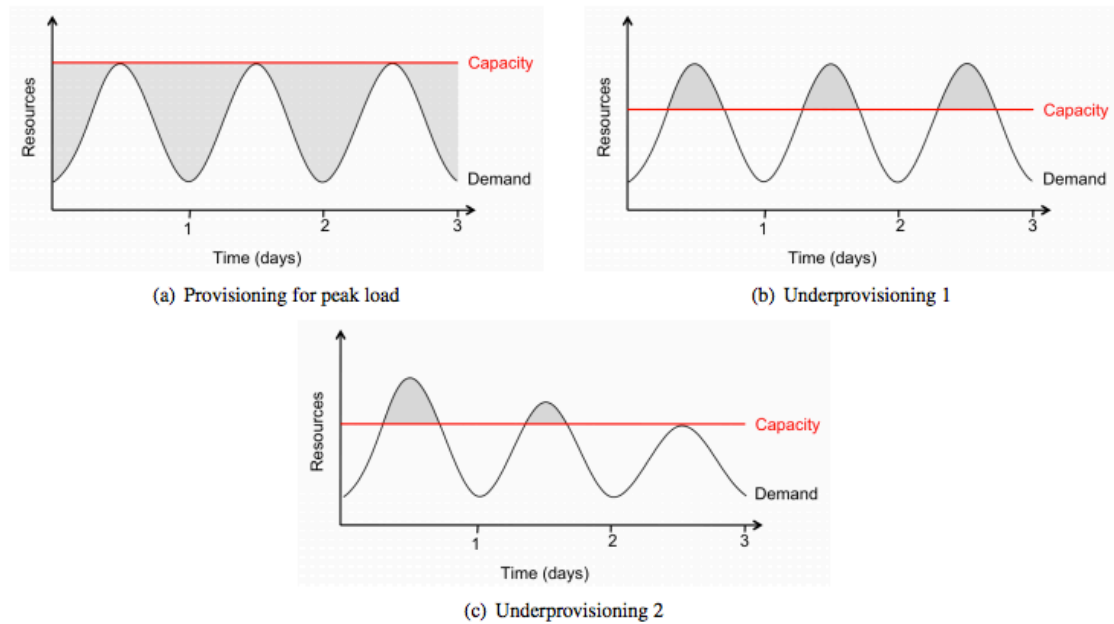 Resources
Capacity
Demand
1
2
3
Time (days)
(a) Provisioning for peak load
Resources
Capacity
Demand
1
2
3
Time (days)
(b) Underprovisioning 1
Resources
Capacity
Demand
1
2
3
Time (days)
(c) Underprovisioning 2